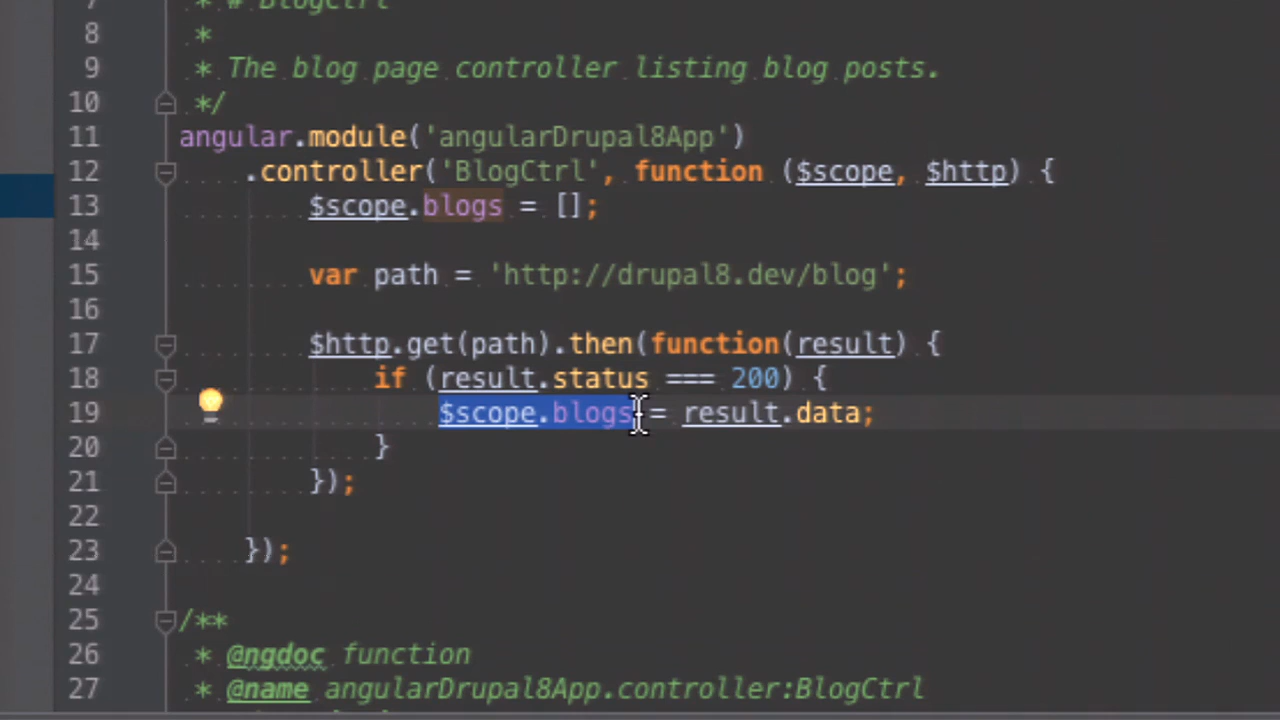 7 * # BlogCtrl
8 *
9 * The blog page controller listing blog posts.
10 */
11 angular.module('angularDrupal8App')
12 .controller('BlogCtrl', function ($scope, $http) {
13 $scope.blogs = [];
14
15 var path = 'http://drupal8.dev/blog';
16
17 $http.get(path).then(function(result) {
18 if (result.status === 200) {
19 $scope.blogs = result.data;
20 }
21 });
22
23 });
24
25 /**
26 * @ngdoc function
27 * @name angularDrupal8App.controller:BlogCtrl